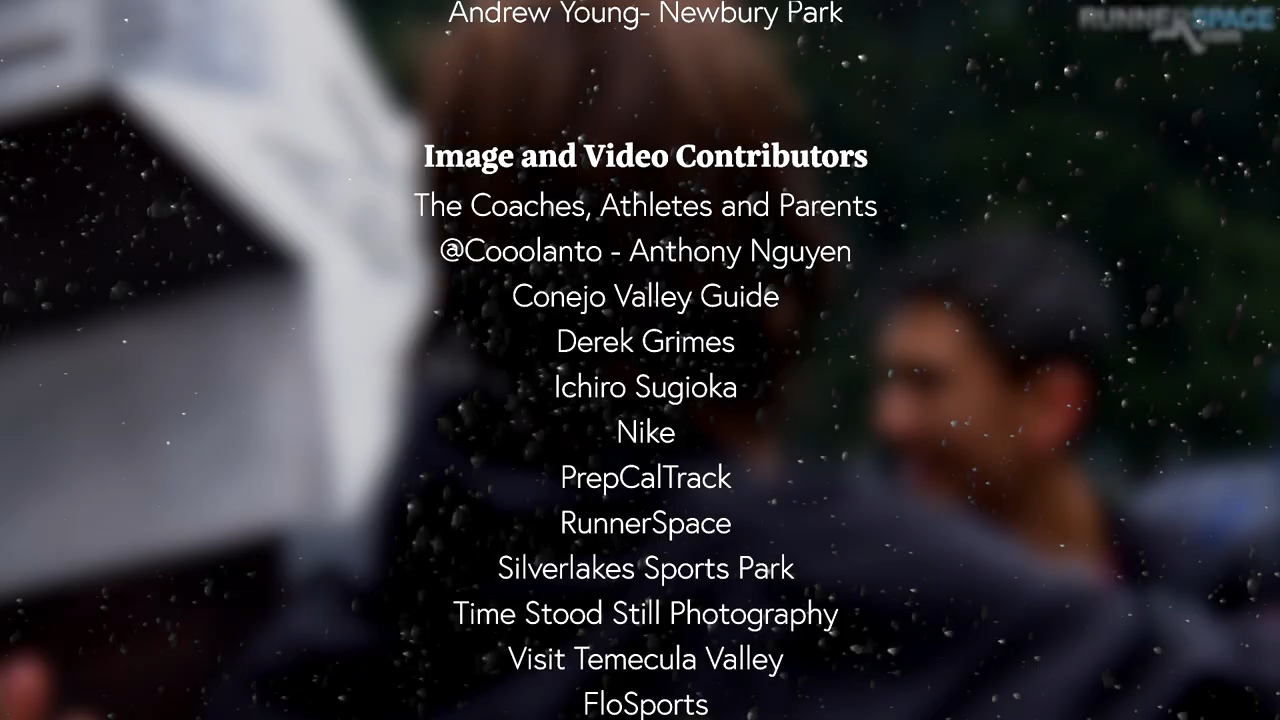 Andrew Young- Newbury Park
RUNNERSPACE
.com
Image and Video Contributors
The Coaches, Athletes and Parents
@Cooolanto - Anthony Nguyen
Conejo Valley Guide
Derek Grimes
Ichiro Sugioka
Nike
PrepCalTrack
RunnerSpace
Silverlakes Sports Park
Time Stood Still Photography
Visit Temecula Valley
FloSports